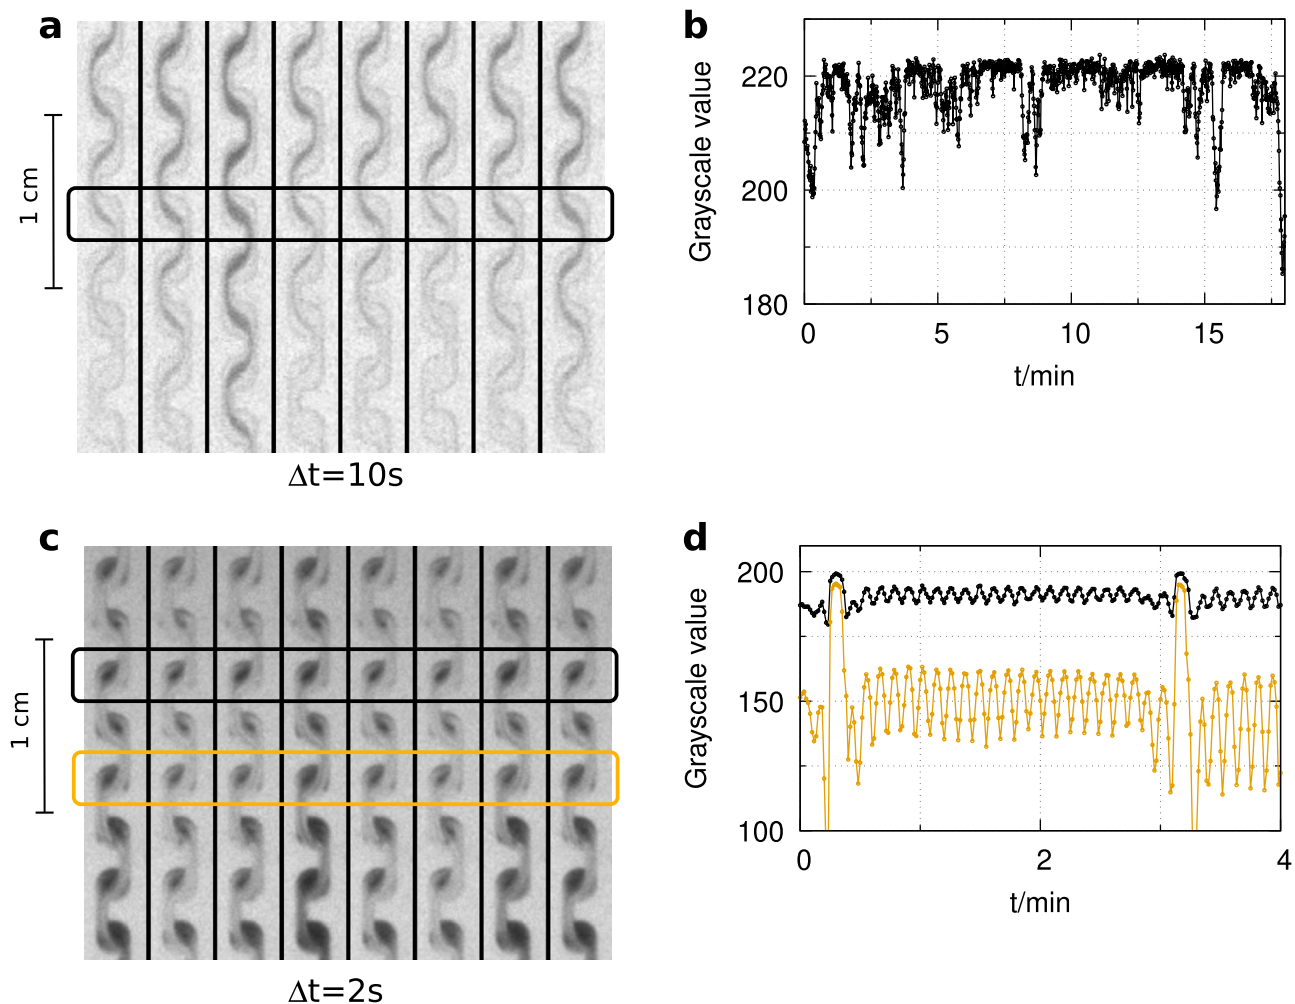 a
1 cm
Δt=10s
b
Grayscale value
220
200
180
0 5 10 15
t/min
c
1 cm
Δt=2s
d
Grayscale value
200
150
100
0 2 4
t/min